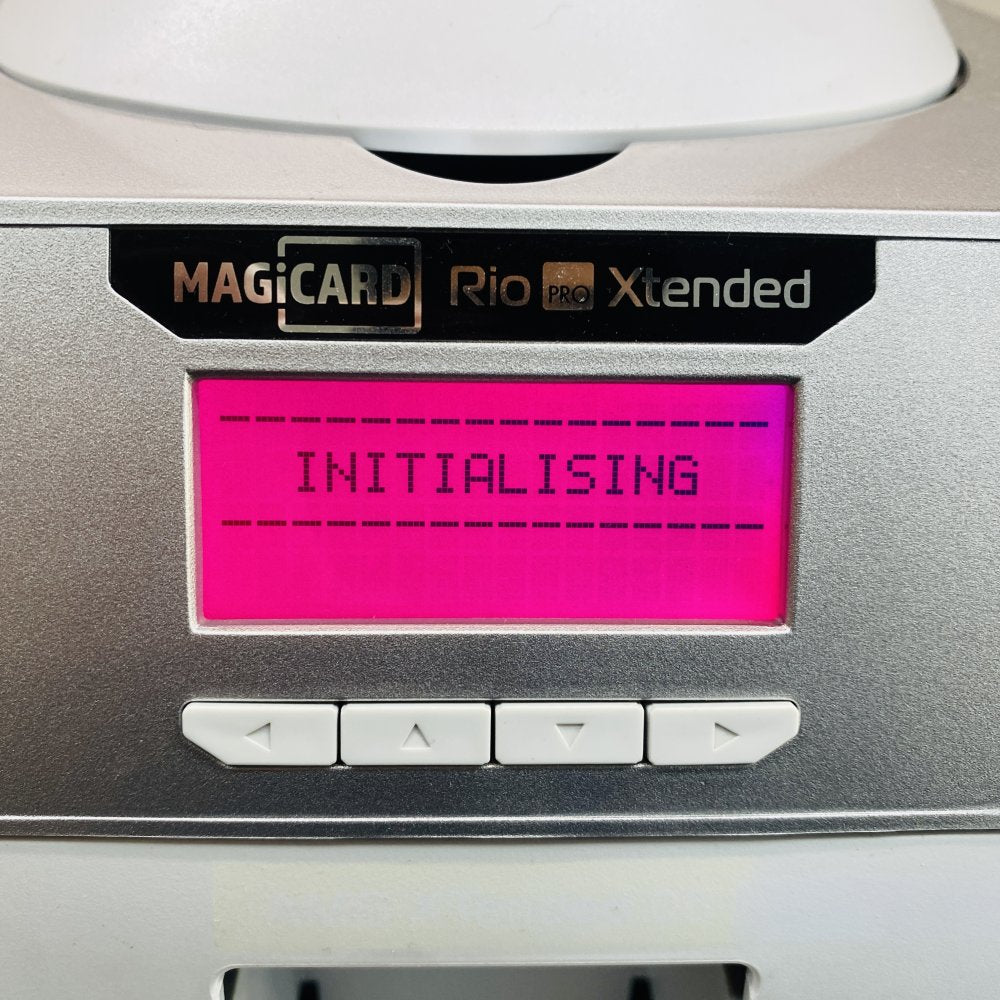 MAGiCARD Rio PRO Xtended
----------------
INITIALISING
----------------